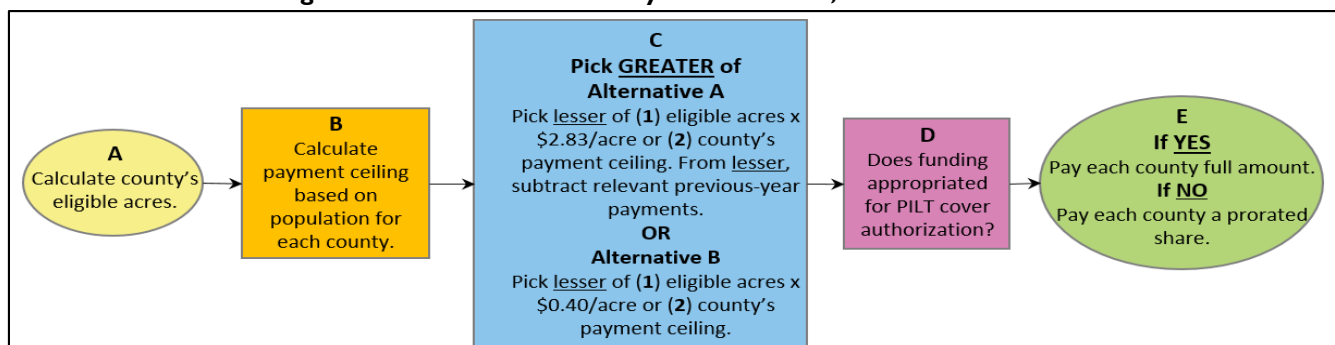 A
Calculate county's
eligible acres.
B
Calculate
payment ceiling
based on
population for
each county.
C
Pick GREATER of
Alternative A
Pick lesser of (1) eligible acres x
$2.83/acre or (2) county's
payment ceiling. From lesser,
subtract relevant previous-year
payments.
OR
Alternative B
Pick lesser of (1) eligible acres x
$0.40/acre or (2) county's
payment ceiling.
D
Does funding
appropriated
for PILT cover
authorization?
E
If YES
Pay each county full amount.
If NO
Pay each county a prorated
share.